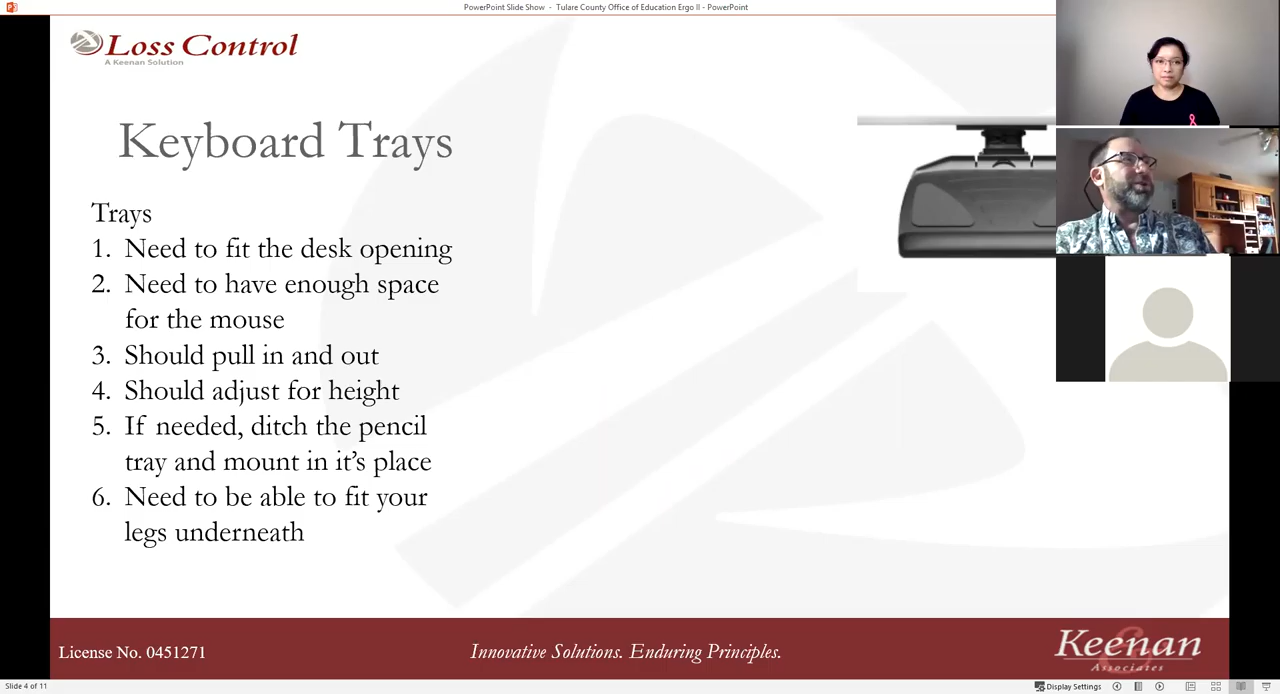 PowerPoint Slide Show - Tulare County Office of Education Ergo II - PowerPoint
Loss Control
A Keenan Solution
Keyboard Trays
Trays
1. Need to fit the desk opening
2. Need to have enough space
for the mouse
3. Should pull in and out
4. Should adjust for height
5. If needed, ditch the pencil
tray and mount in it's place
6. Need to be able to fit your
legs underneath
License No. 0451271
Innovative Solutions. Enduring Principles.
Keenan
& Associates
Slide 4 of 11
Display Settings